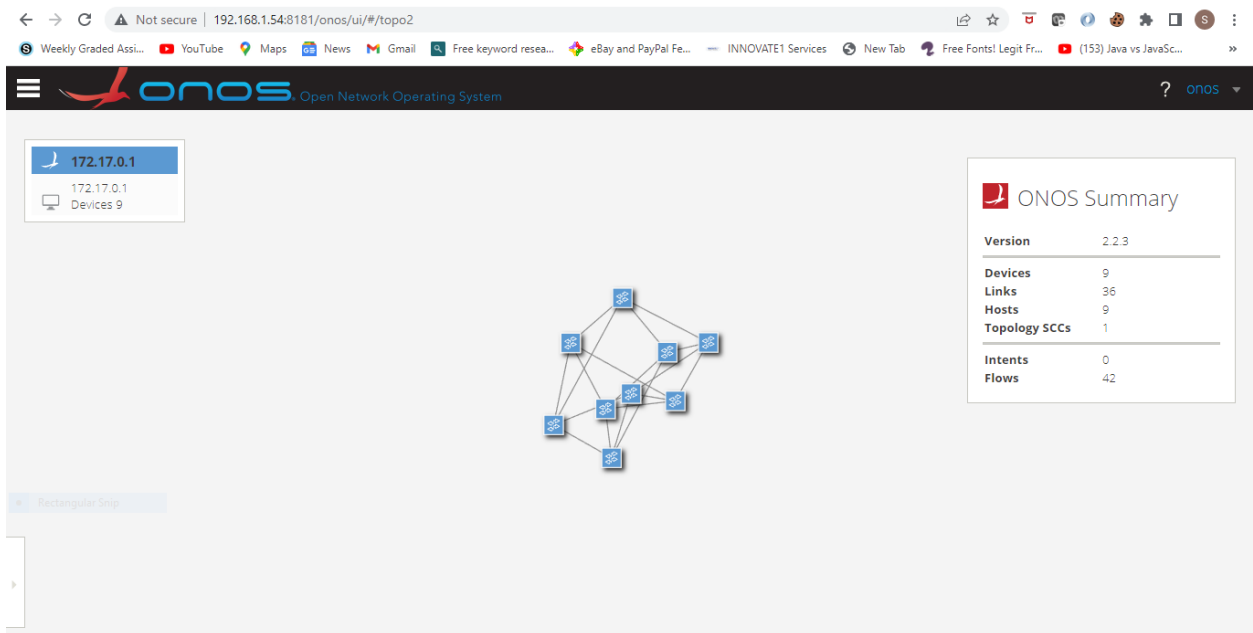 Not secure | 192.168.1.54:8181/onos/ui/#/topo2
S
Weekly Graded Assi... YouTube Maps News Gmail Free keyword resea... eBay and PayPal Fe... INNOVATE1 Services New Tab Free Fonts! Legit Fr... (153) Java vs JavaSc... »
onos Open Network Operating System ? onos
172.17.0.1
172.17.0.1
Devices 9
ONOS Summary
Version 2.2.3
Devices 9
Links 36
Hosts 9
Topology SCCs 1
Intents 0
Flows 42
Rectangular Snip